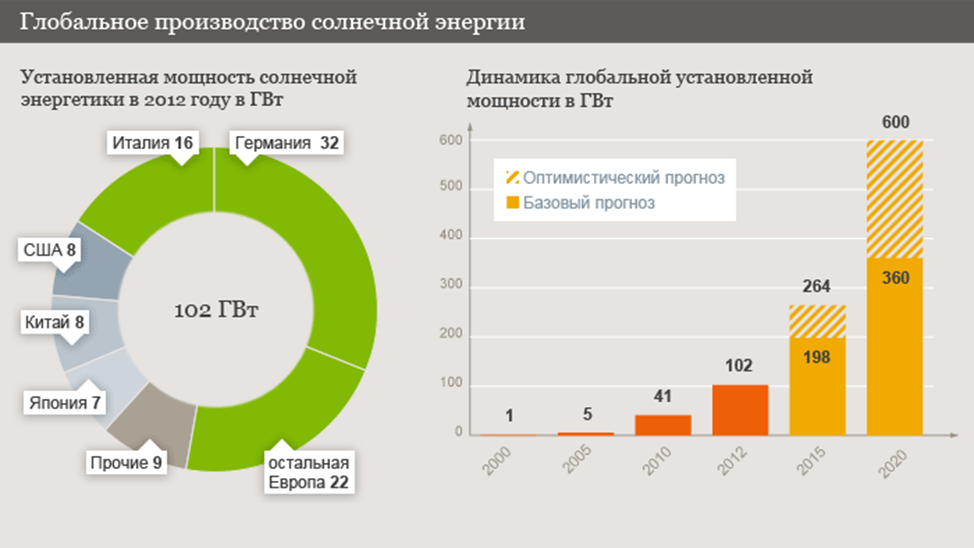 Глобальное производство солнечной энергии
Установленная мощность солнечной
энергетики в 2012 году в ГВт
Италия 16
Германия 32
США 8
Китай 8
Япония 7
Прочие 9
остальная
Европа 22
102 ГВт
Динамика глобальной установленной
мощности в ГВт
600
500
400
300
200
100
0
Оптимистический прогноз
Базовый прогноз
1
5
41
102
264
198
600
360
2000
2005
2010
2012
2015
2020